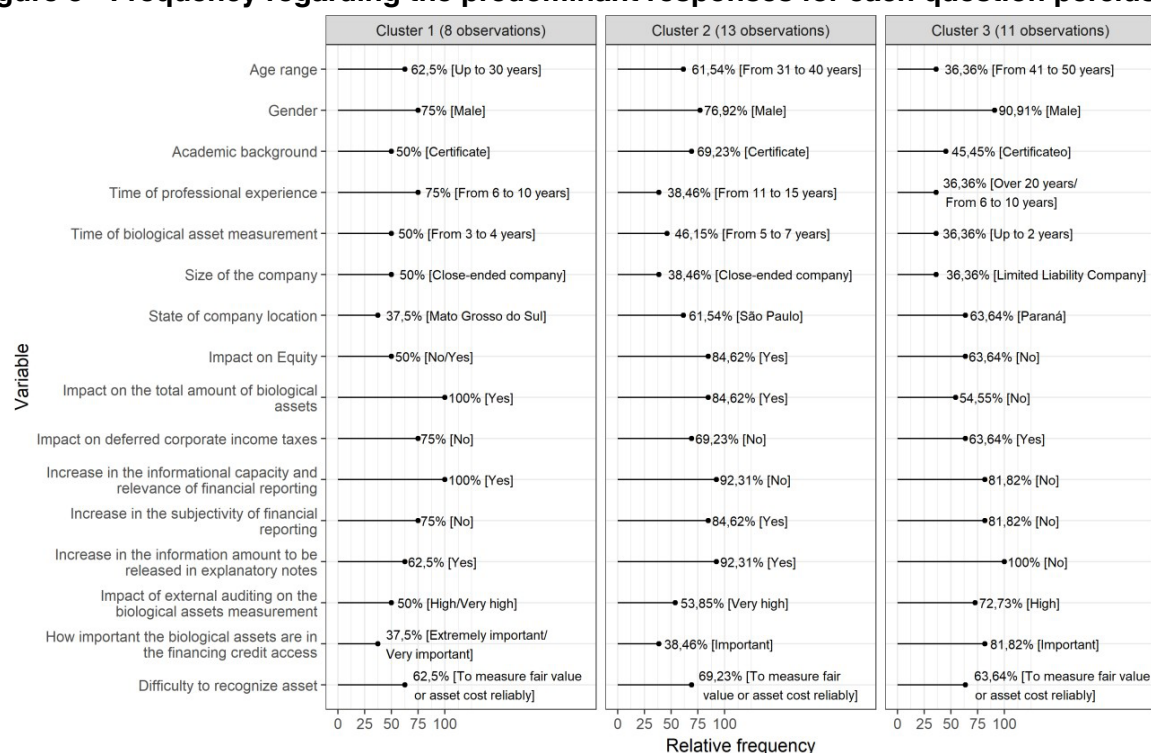 Cluster 1 (8 observations)
Cluster 2 (13 observations)
Cluster 3 (11 observations)
Variable
Age range
62,5% [Up to 30 years]
61,54% [From 31 to 40 years]
36,36% [From 41 to 50 years]
Gender
75% [Male]
76,92% [Male]
90,91% [Male]
Academic background
50% [Certificate]
69,23% [Certificate]
45,45% [Certificateo]
Time of professional experience
75% [From 6 to 10 years]
38,46% [From 11 to 15 years]
36,36% [Over 20 years/
From 6 to 10 years]
Time of biological asset measurement
50% [From 3 to 4 years]
46,15% [From 5 to 7 years]
36,36% [Up to 2 years]
Size of the company
50% [Close-ended company]
38,46% [Close-ended company]
36,36% [Limited Liability Company]
State of company location
37,5% [Mato Grosso do Sul]
61,54% [São Paulo]
63,64% [Paraná]
Impact on Equity
50% [No/Yes]
84,62% [Yes]
63,64% [No]
Impact on the total amount of biological
assets
100% [Yes]
84,62% [Yes]
54,55% [No]
Impact on deferred corporate income taxes
75% [No]
69,23% [No]
63,64% [Yes]
Increase in the informational capacity and
relevance of financial reporting
100% [Yes]
92,31% [No]
81,82% [No]
Increase in the subjectivity of financial
reporting
75% [No]
84,62% [Yes]
81,82% [No]
Increase in the information amount to be
released in explanatory notes
62,5% [Yes]
92,31% [Yes]
100% [No]
Impact of external auditing on the
biological assets measurement
50% [High/Very high]
53,85% [Very high]
72,73% [High]
How important the biological assets are in
the financing credit access
37,5% [Extremely important/
Very important]
38,46% [Important]
81,82% [Important]
Difficulty to recognize asset
62,5% [To measure fair value
or asset cost reliably]
69,23% [To measure fair
value or asset cost reliably]
63,64% [To measure fair value
or asset cost reliably]
0 25 50 75 100
0 25 50 75 100
0 25 50 75 100
Relative frequency